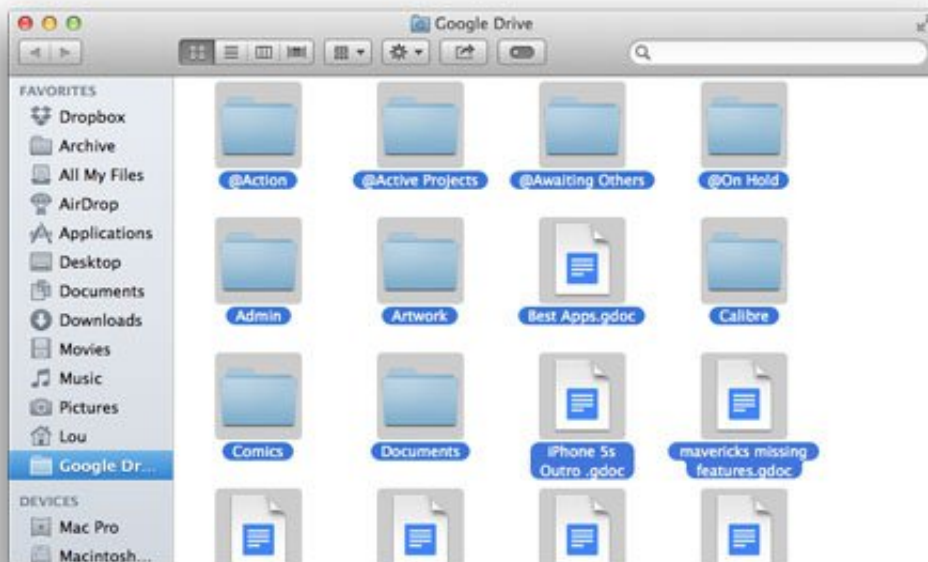 Google Drive
FAVORITES
Dropbox
Archive
All My Files
AirDrop
Applications
Desktop
Documents
Downloads
Movies
Music
Pictures
Lou
Google Dr...
DEVICES
Mac Pro
Macintosh...
@Action
@Active Projects
@Awaiting Others
@On Hold
Admin
Artwork
Best Apps.gdoc
Calibre
Comics
Documents
iPhone 5s
Outro .gdoc
mavericks missing
features.gdoc